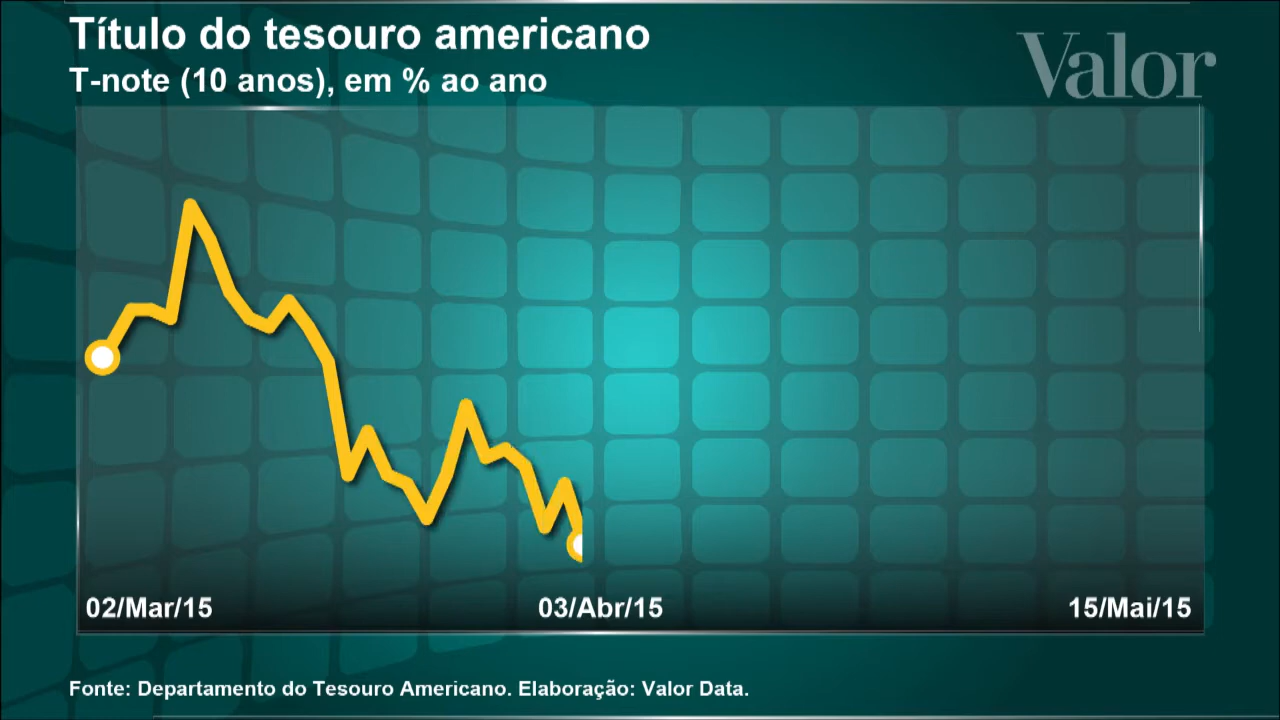 Título do tesouro americano
T-note (10 anos), em % ao ano
Valor
02/Mar/15
03/Abr/15
15/Mai/15
Fonte: Departamento do Tesouro Americano. Elaboração: Valor Data.